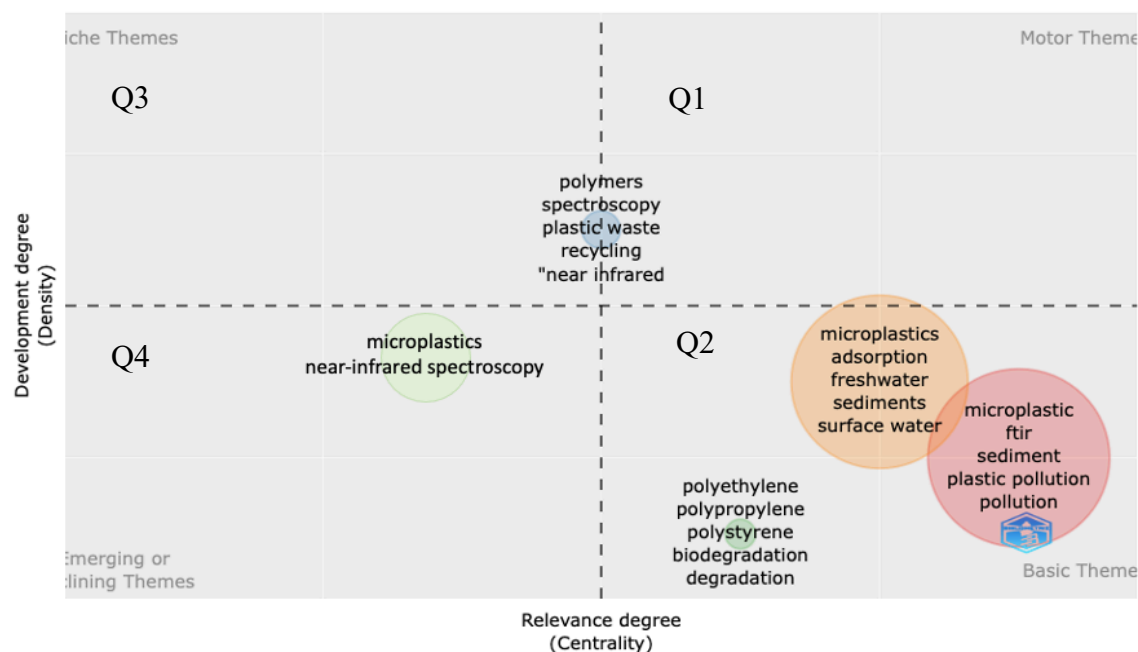 iche Themes
Motor Theme
Q3
Q1
polymers
spectroscopy
plastic waste
recycling
"near infrared
Development degree
(Density)
Q4
Q2
microplastics
near-infrared spectroscopy
microplastics
adsorption
freshwater
sediments
surface water
microplastic
ftir
sediment
plastic pollution
pollution
polyethylene
polypropylene
polystyrene
biodegradation
degradation
Emerging or
clining Themes
Basic Theme
Relevance degree
(Centrality)